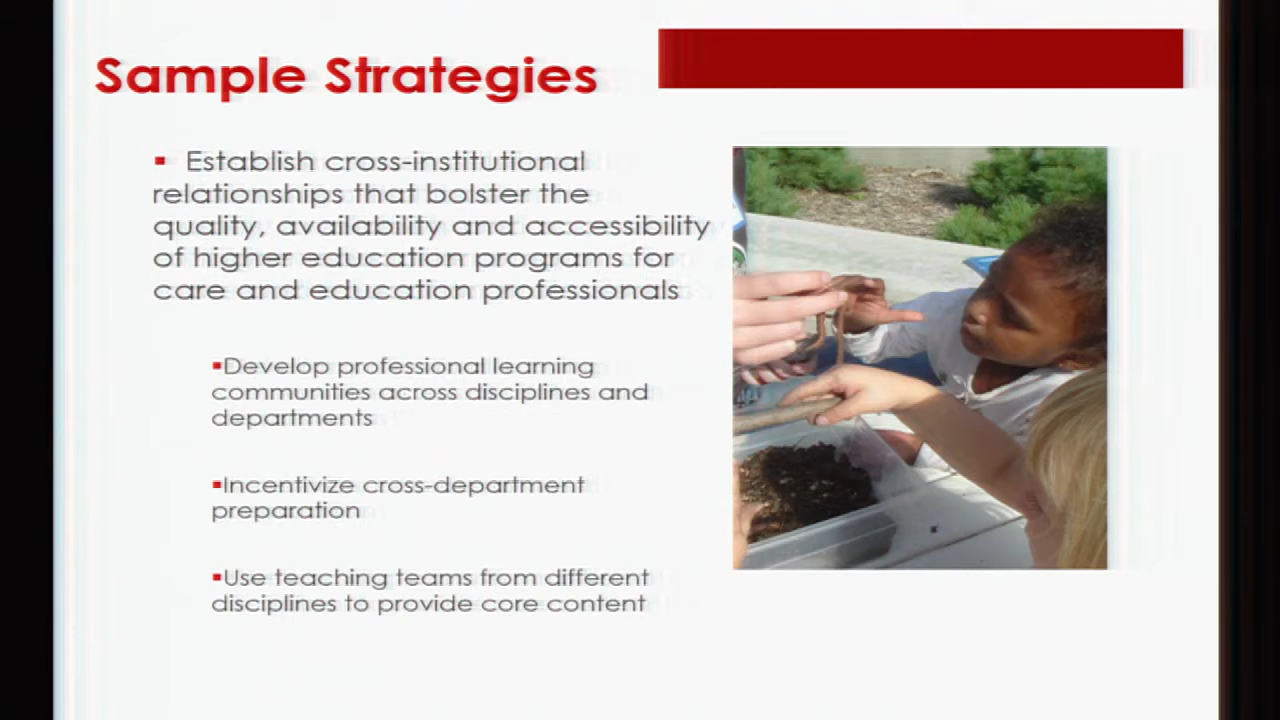 Sample Strategies
▪ Establish cross-institutional
relationships that bolster the
quality, availability and accessibility
of higher education programs for
care and education professionals
▪Develop professional learning
communities across disciplines and
departments
▪Incentivize cross-department
preparation
▪Use teaching teams from different
disciplines to provide core content